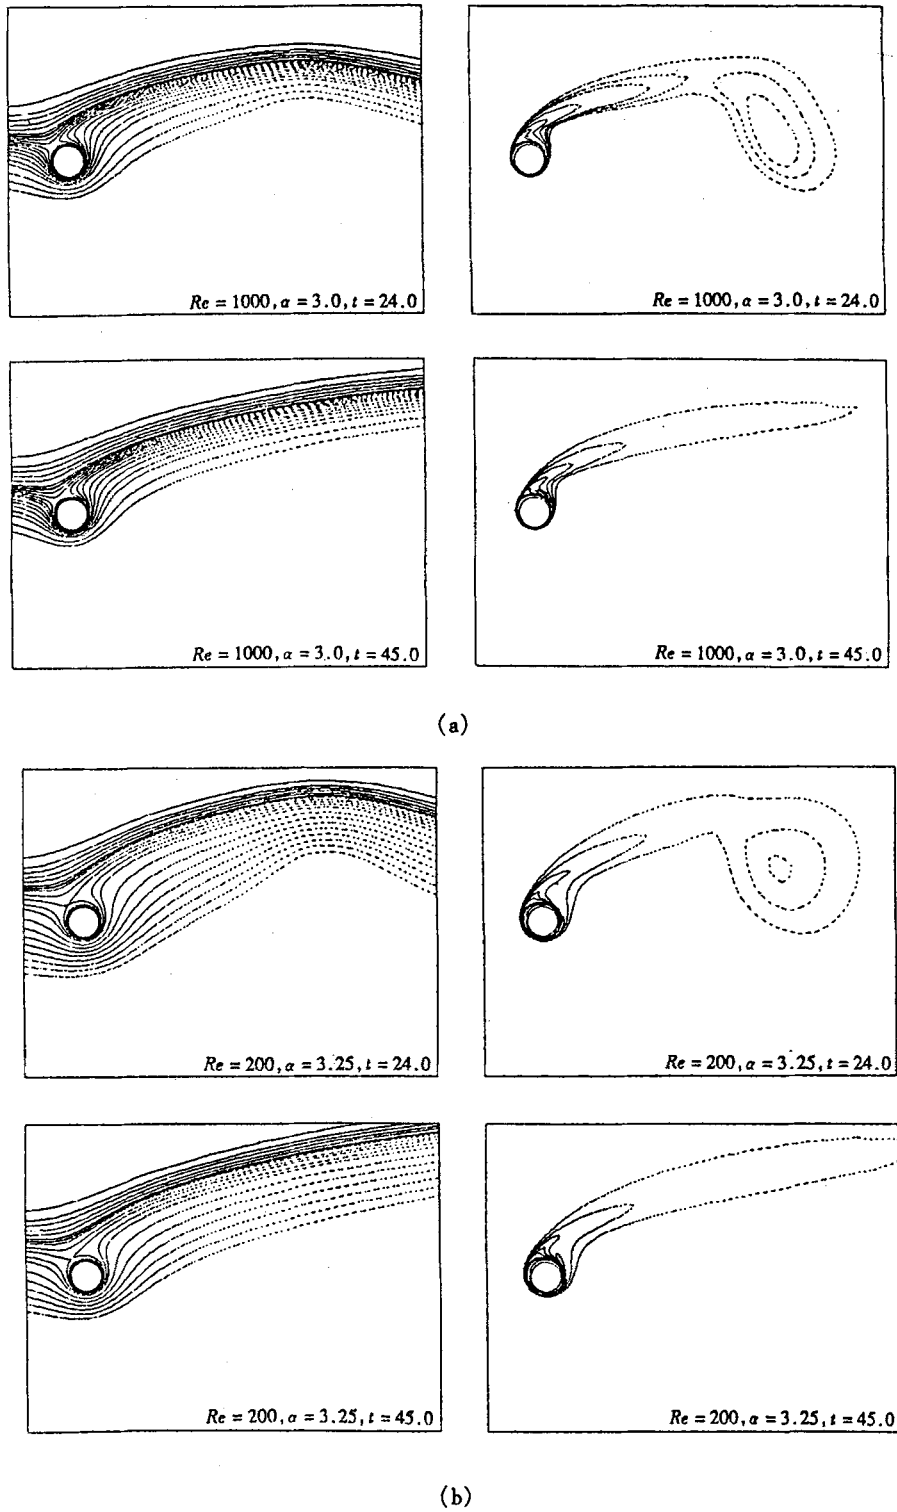 Re = 1000, α = 3.0, t = 24.0
Re = 1000, α = 3.0, t = 24.0
Re = 1000, α = 3.0, t = 45.0
Re = 1000, α = 3.0, t = 45.0
(a)
Re = 200, α = 3.25, t = 24.0
Re = 200, α = 3.25, t = 24.0
Re = 200, α = 3.25, t = 45.0
Re = 200, α = 3.25, t = 45.0
(b)